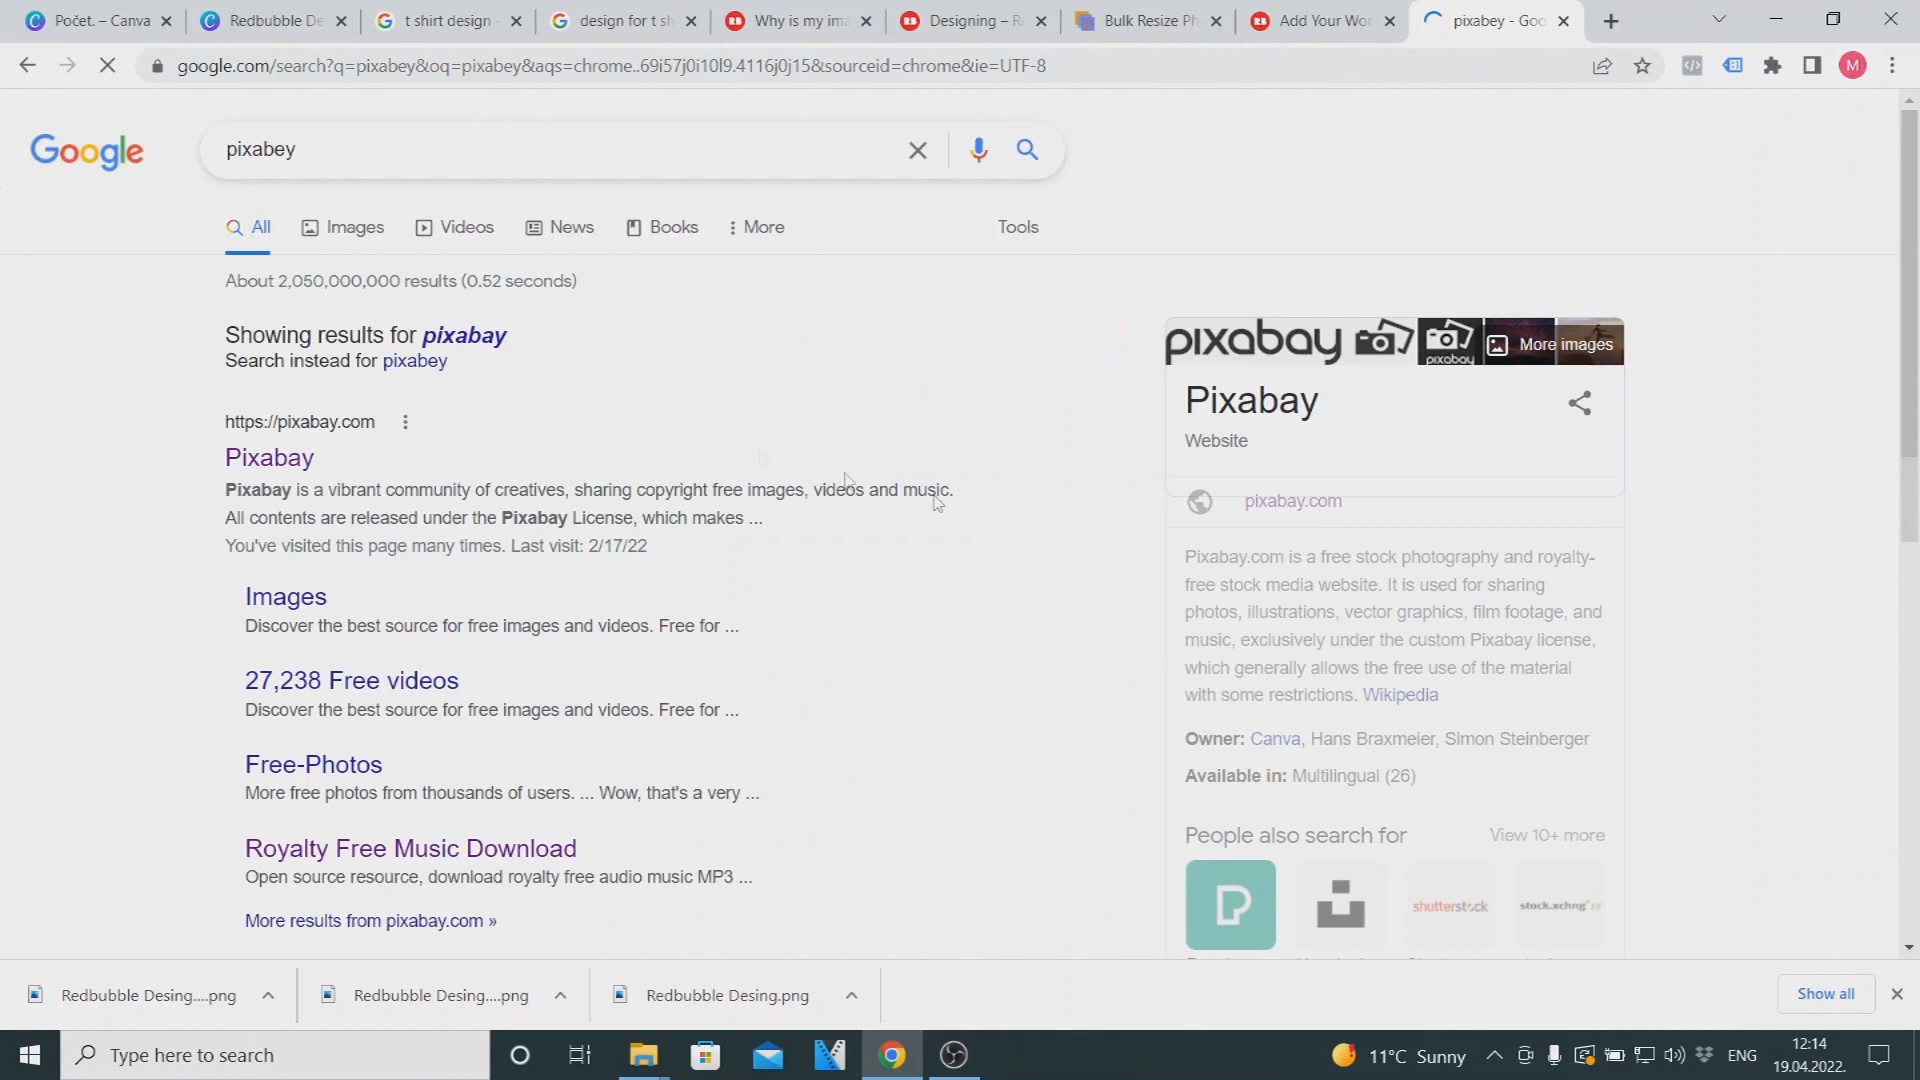 Počet. – Canva
Redbubble De
t shirt design
design for t sh
Why is my ima
Designing – R
Bulk Resize Ph
Add Your Wor
pixabey - Goo
google.com/search?q=pixabey&oq=pixabey&aqs=chrome..69i57j0i10l9.4116j0j15&sourceid=chrome&ie=UTF-8
M
Google
pixabey
All
Images
Videos
News
Books
More
Tools
About 2,050,000,000 results (0.52 seconds)
Showing results for pixabay
Search instead for pixabey
https://pixabay.com
Pixabay
Pixabay is a vibrant community of creatives, sharing copyright free images, videos and music.
All contents are released under the Pixabay License, which makes ...
You've visited this page many times. Last visit: 2/17/22
Images
Discover the best source for free images and videos. Free for ...
27,238 Free videos
Discover the best source for free images and videos. Free for ...
Free-Photos
More free photos from thousands of users. ... Wow, that's a very ...
Royalty Free Music Download
Open source resource, download royalty free audio music MP3 ...
More results from pixabay.com »
pixabay
pixabay
More images
Pixabay
Website
pixabay.com
Pixabay.com is a free stock photography and royalty-
free stock media website. It is used for sharing
photos, illustrations, vector graphics, film footage, and
music, exclusively under the custom Pixabay license,
which generally allows the free use of the material
with some restrictions. Wikipedia
Owner: Canva, Hans Braxmeier, Simon Steinberger
Available in: Multilingual (26)
People also search for
View 10+ more
shutterstock
stock.xchng
Redbubble Desing....png
Redbubble Desing....png
Redbubble Desing.png
Show all
Type here to search
11°C Sunny
ENG
12:14
19.04.2022.